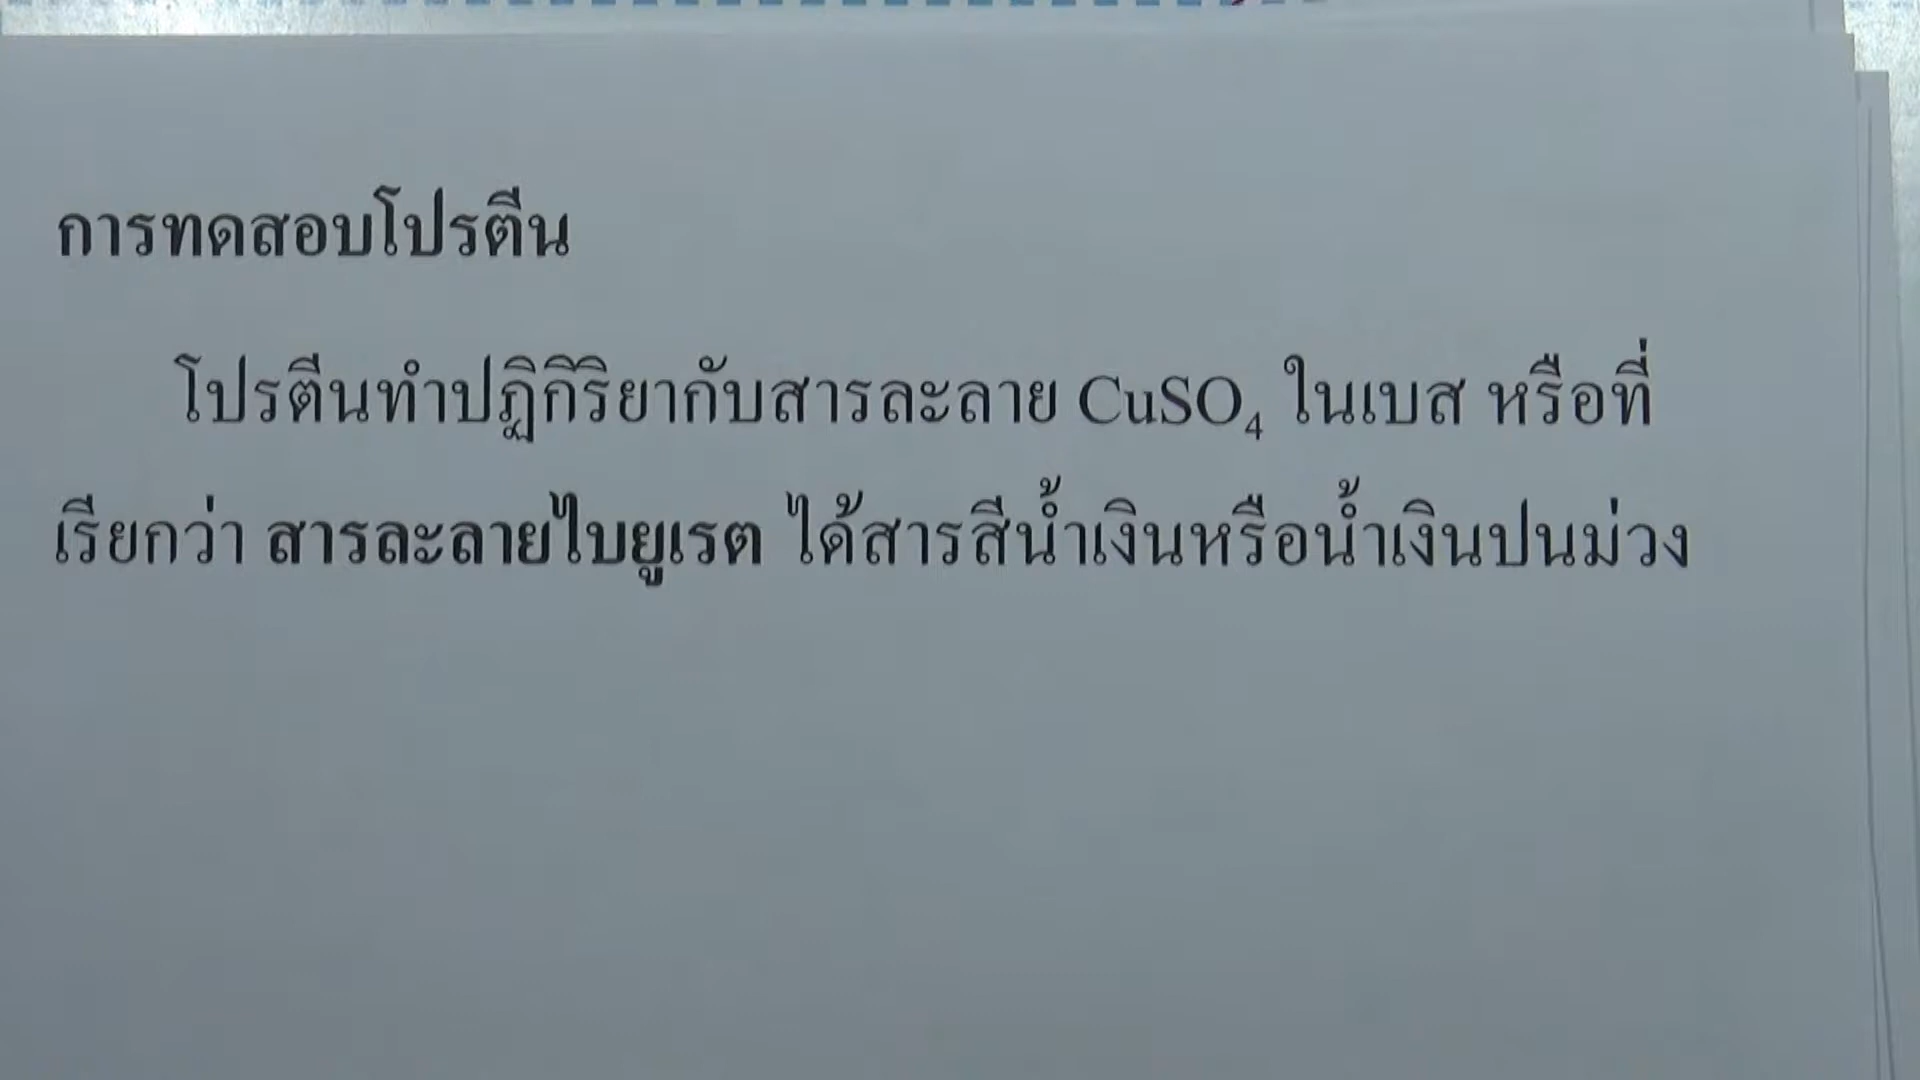 การทดสอบโปรตีน
โปรตีนทำปฏิกิริยากับสารละลาย CuSO₄ ในเบส หรือที่
เรียกว่า สารละลายไบยูเรต ได้สารสีน้ำเงินหรือน้ำเงินปนม่วง